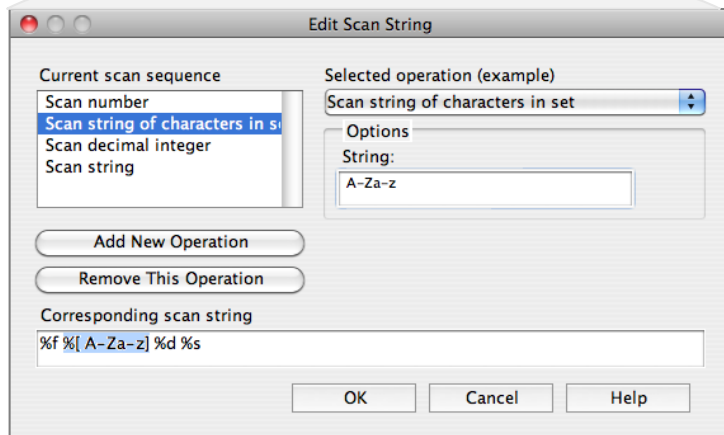 Edit Scan String
Current scan sequence
Scan number
Scan string of characters in s
Scan decimal integer
Scan string
Selected operation (example)
Scan string of characters in set
Options
String:
A-Za-z
Add New Operation
Remove This Operation
Corresponding scan string
%f %[ A-Za-z] %d %s
OK Cancel Help